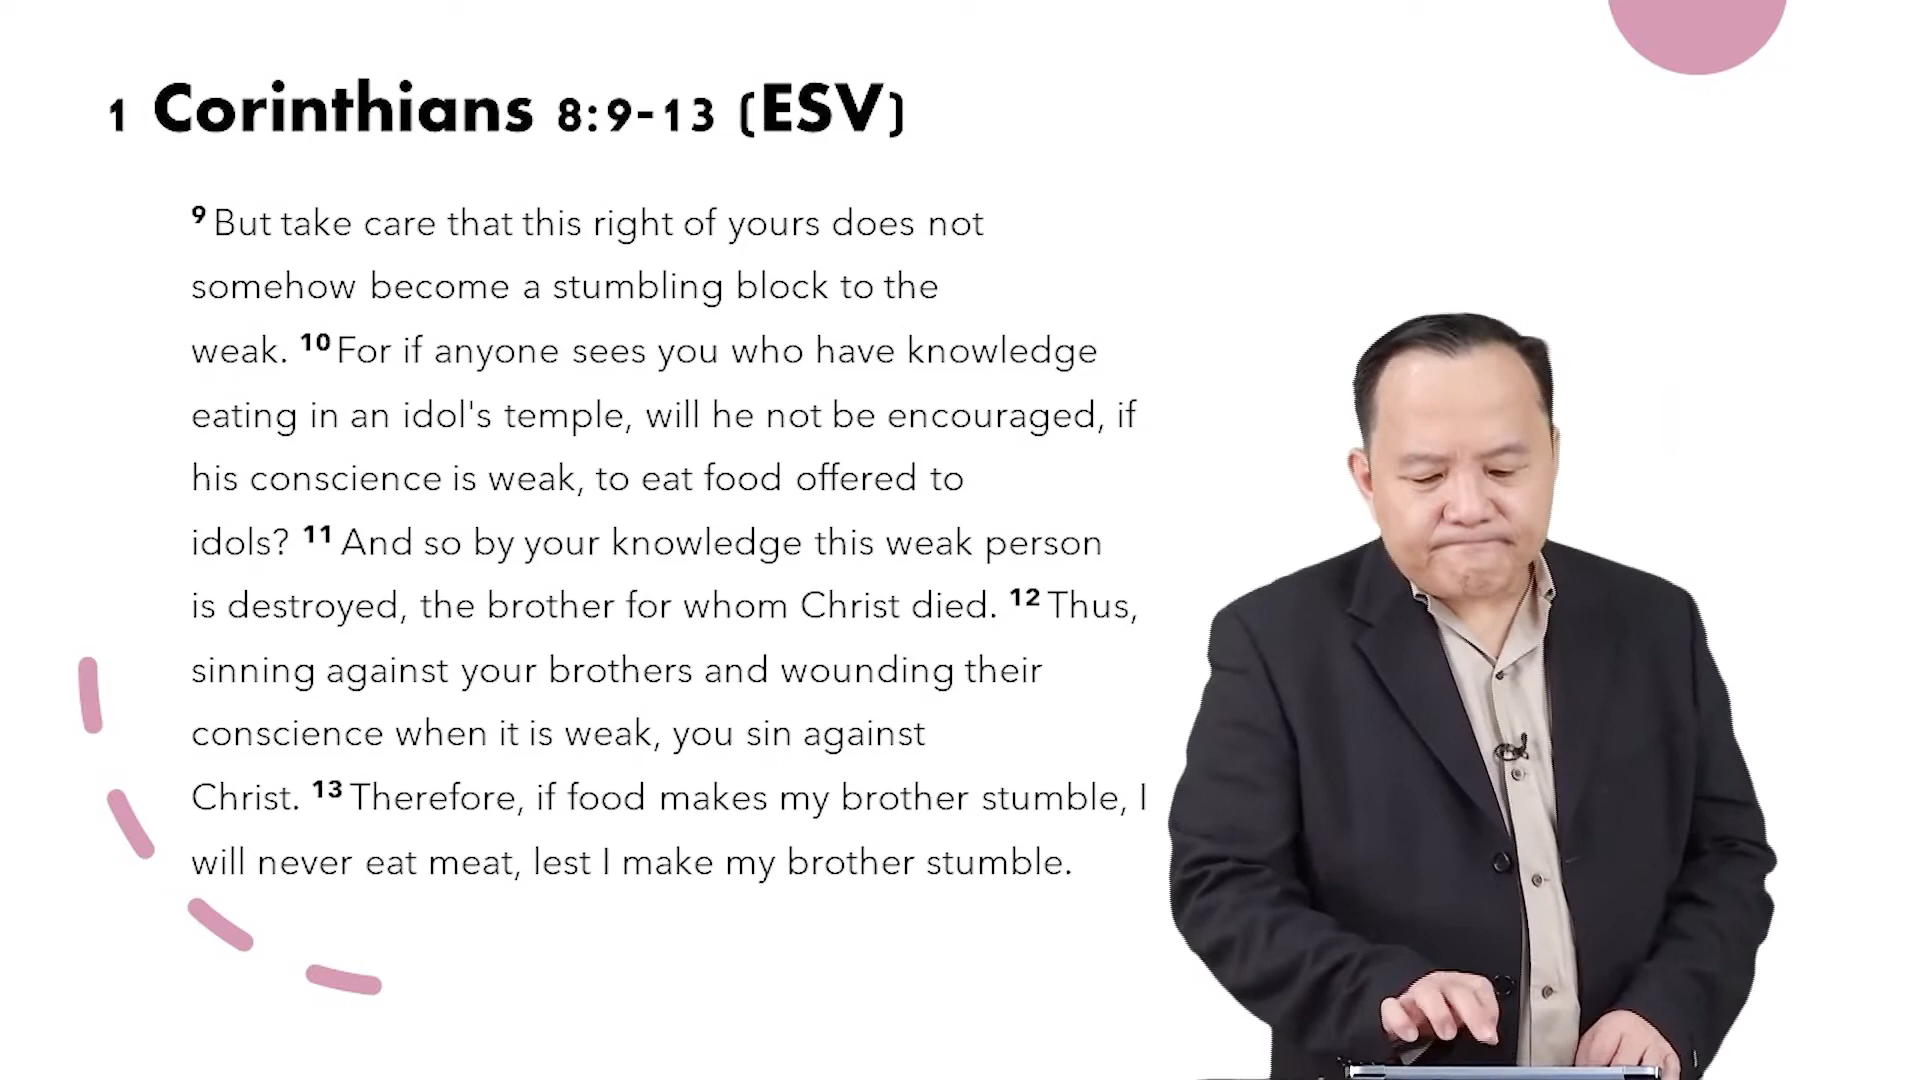 1 Corinthians 8:9-13 (ESV)
9 But take care that this right of yours does not
somehow become a stumbling block to the
weak. 10 For if anyone sees you who have knowledge
eating in an idol's temple, will he not be encouraged, if
his conscience is weak, to eat food offered to
idols? 11 And so by your knowledge this weak person
is destroyed, the brother for whom Christ died. 12 Thus,
sinning against your brothers and wounding their
conscience when it is weak, you sin against
Christ. 13 Therefore, if food makes my brother stumble, I
will never eat meat, lest I make my brother stumble.